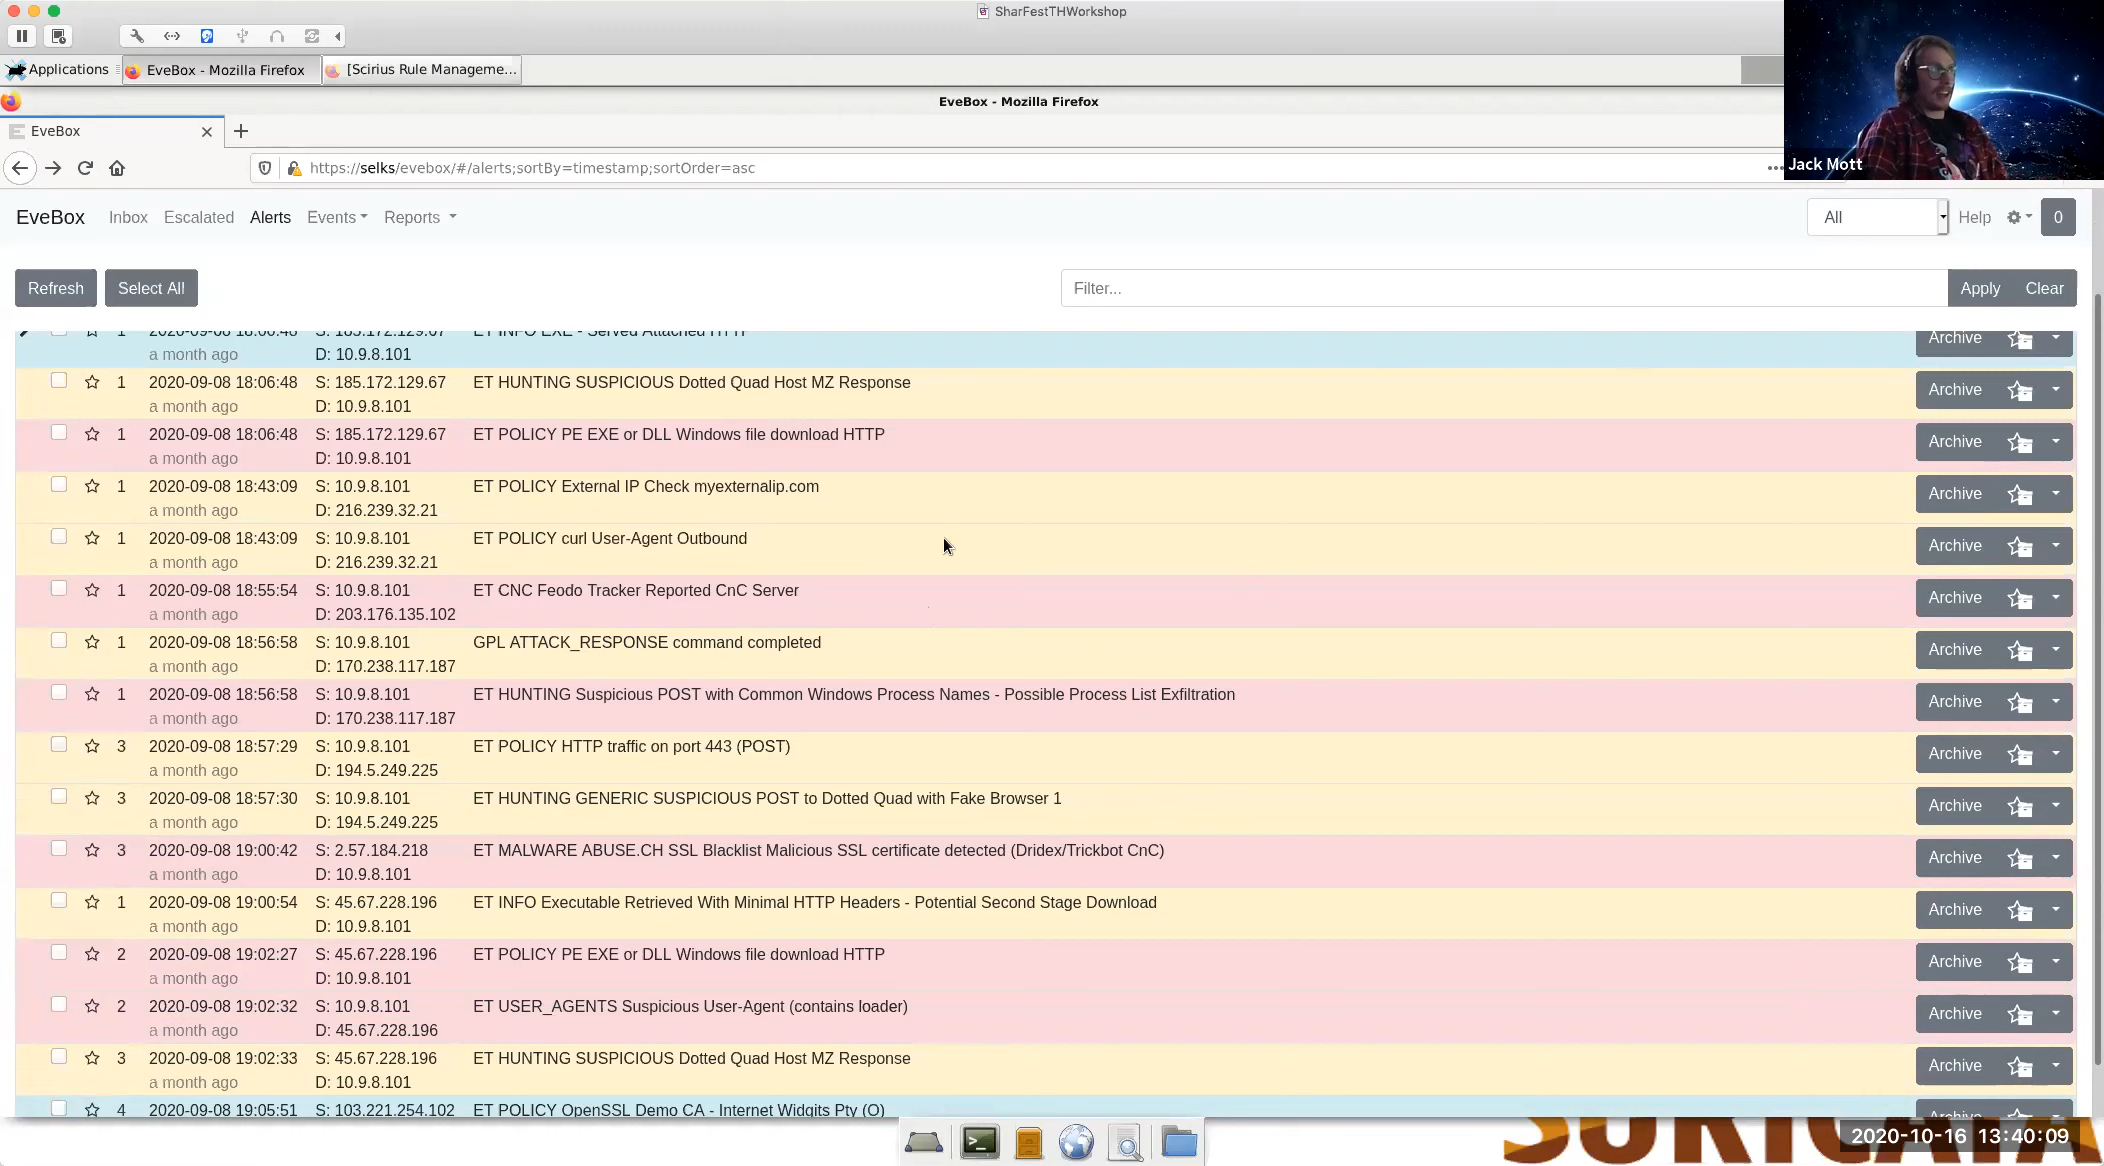 SharFestTHWorkshop
Applications
EveBox - Mozilla Firefox
[Scirius Rule Manageme...
EveBox - Mozilla Firefox
EveBox
https://selks/evebox/#/alerts;sortBy=timestamp;sortOrder=asc
Jack Mott
EveBox Inbox Escalated Alerts Events Reports All Help 0
Refresh Select All Filter... Apply Clear
1 2020-09-08 18:06:48 S: 185.172.129.67 ET INFO EXE - Served Attached HTTP Archive
a month ago D: 10.9.8.101
1 2020-09-08 18:06:48 S: 185.172.129.67 ET HUNTING SUSPICIOUS Dotted Quad Host MZ Response Archive
a month ago D: 10.9.8.101
1 2020-09-08 18:06:48 S: 185.172.129.67 ET POLICY PE EXE or DLL Windows file download HTTP Archive
a month ago D: 10.9.8.101
1 2020-09-08 18:43:09 S: 10.9.8.101 ET POLICY External IP Check myexternalip.com Archive
a month ago D: 216.239.32.21
1 2020-09-08 18:43:09 S: 10.9.8.101 ET POLICY curl User-Agent Outbound Archive
a month ago D: 216.239.32.21
1 2020-09-08 18:55:54 S: 10.9.8.101 ET CNC Feodo Tracker Reported CnC Server Archive
a month ago D: 203.176.135.102
1 2020-09-08 18:56:58 S: 10.9.8.101 GPL ATTACK_RESPONSE command completed Archive
a month ago D: 170.238.117.187
1 2020-09-08 18:56:58 S: 10.9.8.101 ET HUNTING Suspicious POST with Common Windows Process Names - Possible Process List Exfiltration Archive
a month ago D: 170.238.117.187
3 2020-09-08 18:57:29 S: 10.9.8.101 ET POLICY HTTP traffic on port 443 (POST) Archive
a month ago D: 194.5.249.225
3 2020-09-08 18:57:30 S: 10.9.8.101 ET HUNTING GENERIC SUSPICIOUS POST to Dotted Quad with Fake Browser 1 Archive
a month ago D: 194.5.249.225
3 2020-09-08 19:00:42 S: 2.57.184.218 ET MALWARE ABUSE.CH SSL Blacklist Malicious SSL certificate detected (Dridex/Trickbot CnC) Archive
a month ago D: 10.9.8.101
1 2020-09-08 19:00:54 S: 45.67.228.196 ET INFO Executable Retrieved With Minimal HTTP Headers - Potential Second Stage Download Archive
a month ago D: 10.9.8.101
2 2020-09-08 19:02:27 S: 45.67.228.196 ET POLICY PE EXE or DLL Windows file download HTTP Archive
a month ago D: 10.9.8.101
2 2020-09-08 19:02:32 S: 10.9.8.101 ET USER_AGENTS Suspicious User-Agent (contains loader) Archive
a month ago D: 45.67.228.196
3 2020-09-08 19:02:33 S: 45.67.228.196 ET HUNTING SUSPICIOUS Dotted Quad Host MZ Response Archive
a month ago D: 10.9.8.101
4 2020-09-08 19:05:51 S: 103.221.254.102 ET POLICY OpenSSL Demo CA - Internet Widgits Pty (O) Archive
SURICATA
2020-10-16 13:40:09